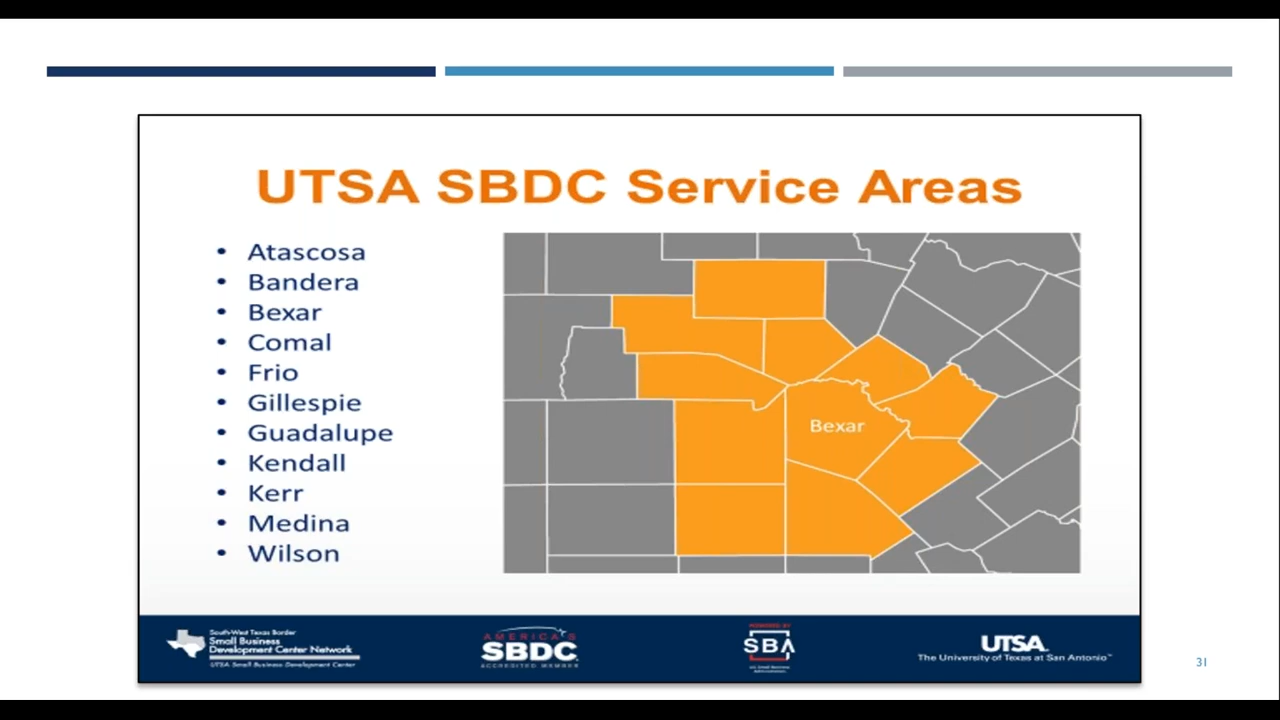 UTSA SBDC Service Areas
• Atascosa
• Bandera
• Bexar
• Comal
• Frio
• Gillespie
• Guadalupe
• Kendall
• Kerr
• Medina
• Wilson
Bexar
South-West Texas Border
Small Business
Development Center Network
UTSA Small Business Development Center
AMERICA'S
SBDC
ACCREDITED MEMBER
POWERED BY
SBA
U.S. Small Business
Administration
UTSA
The University of Texas at San Antonio™
31